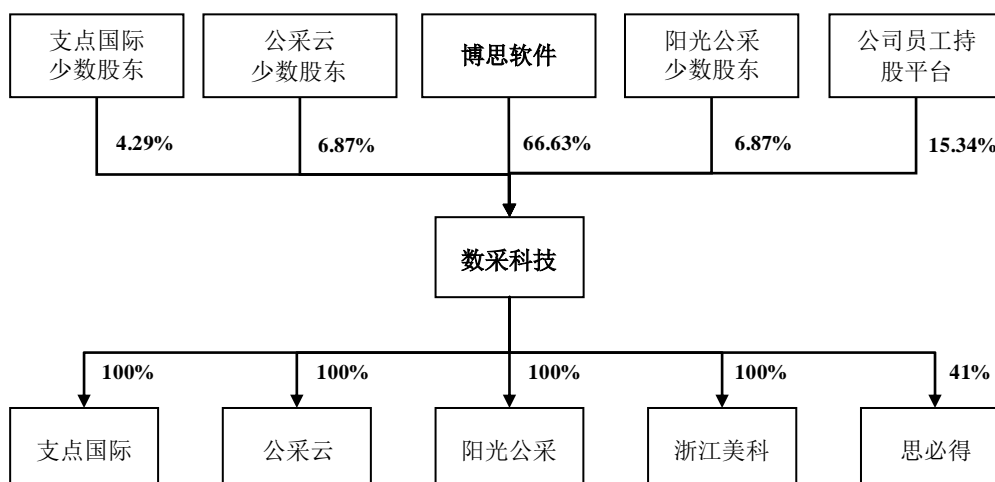 支点国际
少数股东
公采云
少数股东
博思软件
阳光公采
少数股东
公司员工持
股平台
4.29%
6.87%
66.63%
6.87%
15.34%
数采科技
100%
100%
100%
100%
41%
支点国际
公采云
阳光公采
浙江美科
思必得